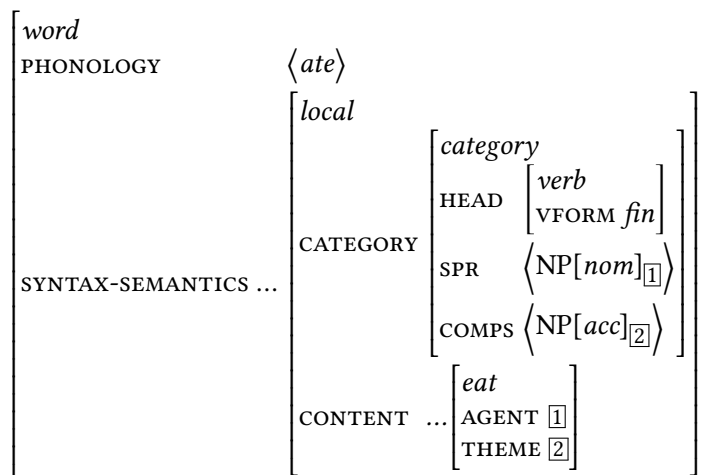 word
PHONOLOGY ⟨ate⟩
local
category
HEAD verb
VFORM fin
CATEGORY
SPR ⟨NP[nom]1⟩
SYNTAX-SEMANTICS ...
COMPS ⟨NP[acc]2⟩
eat
CONTENT ... AGENT 1
THEME 2